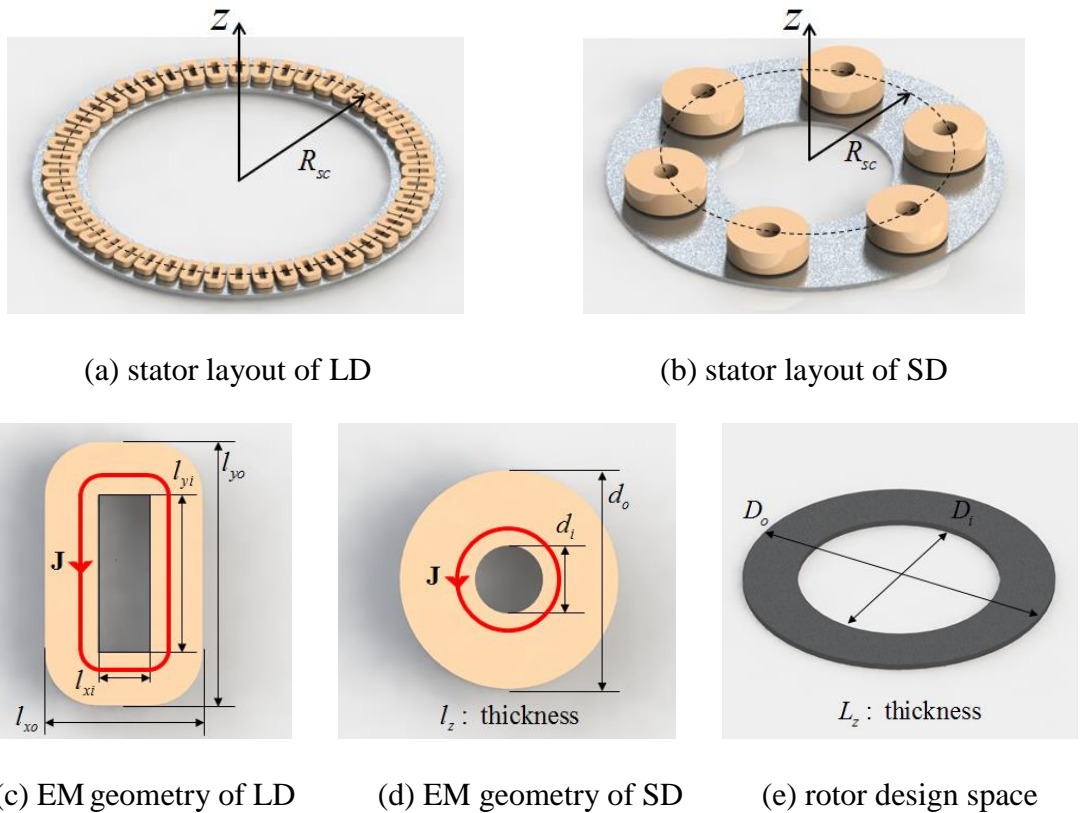 Z
R_sc
Z
R_sc
(a) stator layout of LD
(b) stator layout of SD
l_yi
l_yo
J
l_xi
l_xo
d_o
d_i
J
l_z : thickness
D_o
D_i
L_z : thickness
(c) EM geometry of LD
(d) EM geometry of SD
(e) rotor design space